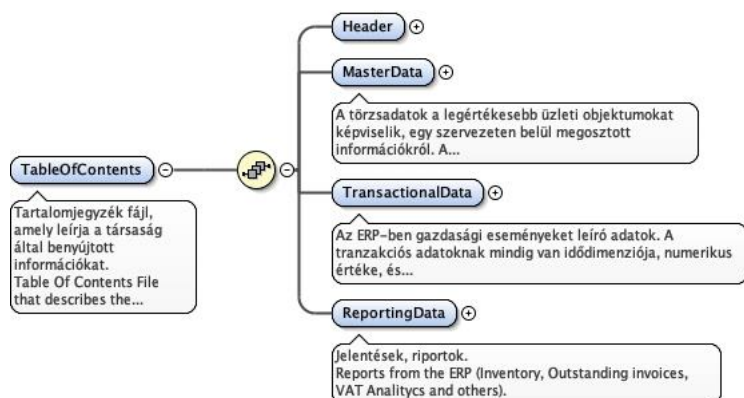 Header
MasterData
A törzsadatok a legértékesebb üzleti objektumokat
képviselik, egy szervezeten belül megosztott
információkról. A...
TableOfContents
Tartalomjegyzék fájl,
amely leírja a társaság
által benyújtott
információkat.
Table Of Contents File
that describes the...
TransactionalData
Az ERP-ben gazdasági eseményeket leíró adatok. A
tranzakciós adatoknak mindig van idődimenziója, numerikus
értéke, és...
ReportingData
Jelentések, riportok.
Reports from the ERP (Inventory, Outstanding invoices,
VAT Analitycs and others).